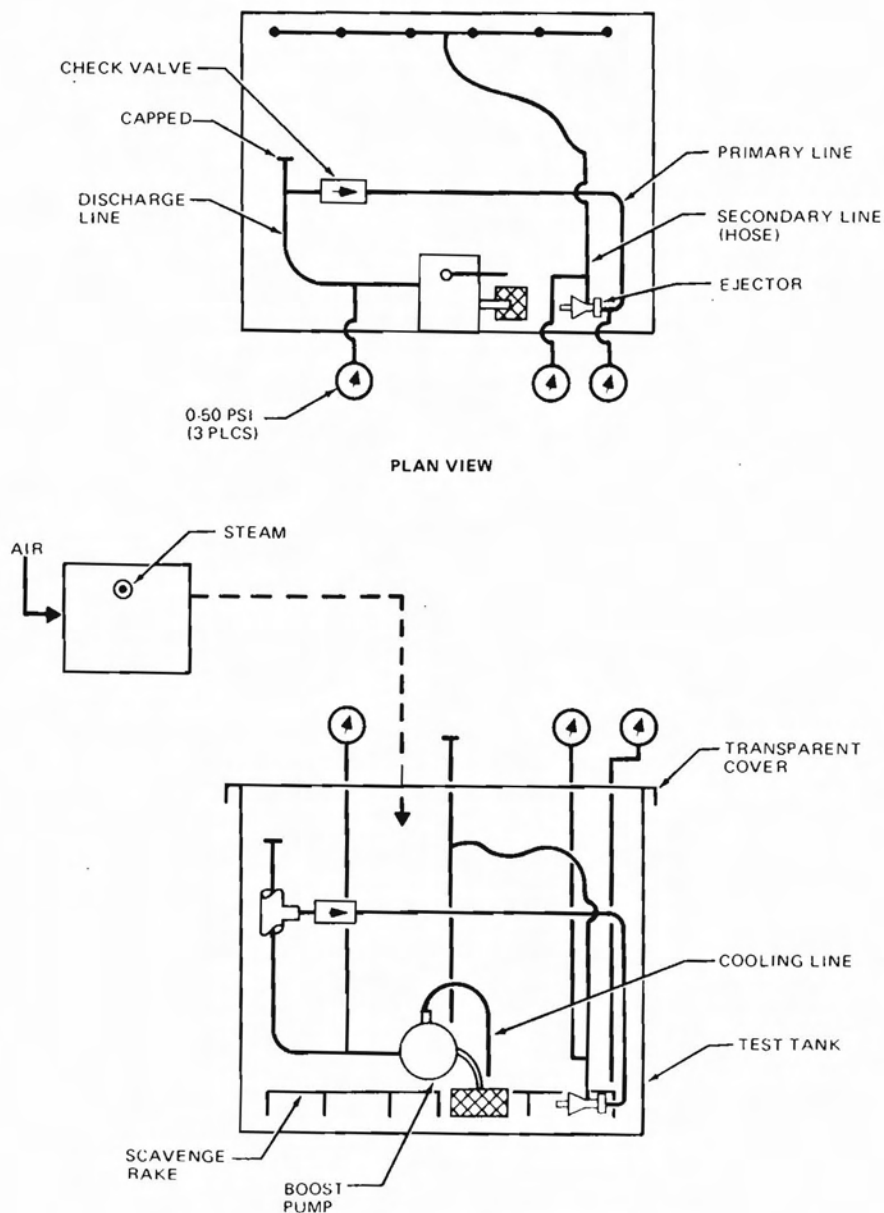 CHECK VALVE
CAPPED
DISCHARGE
LINE
PRIMARY LINE
SECONDARY LINE
(HOSE)
EJECTOR
0-50 PSI
(3 PLCS)
PLAN VIEW
AIR
STEAM
TRANSPARENT
COVER
COOLING LINE
TEST TANK
SCAVENGE
RAKE
BOOST
PUMP